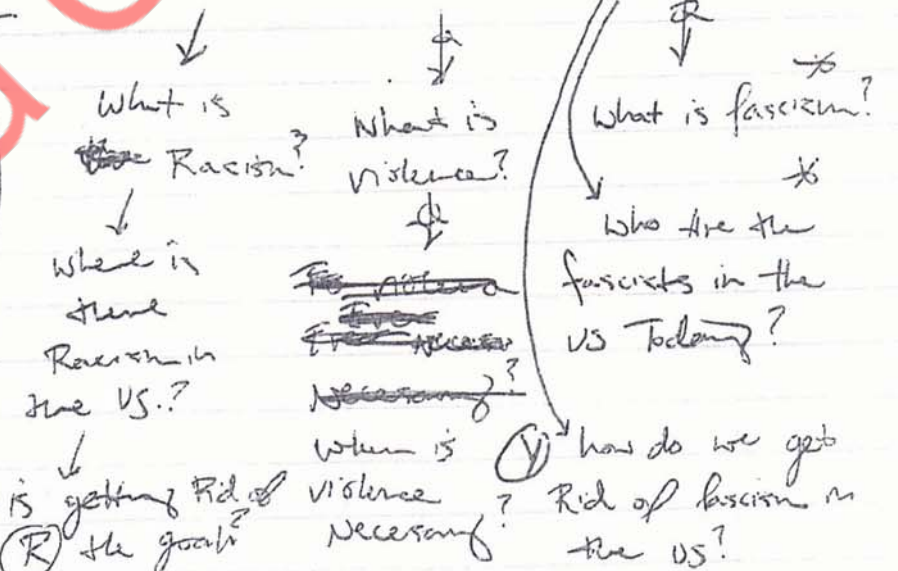 What is
Racism?
where is
there
Racism in
the US.?
is getting Rid of
(R) the goal?
What is
violence?
When is
violence
Necessary?
What is fascism?
Who are the
fascists in the
US Today?
(V) how do we get
Rid of fascism in
the US?